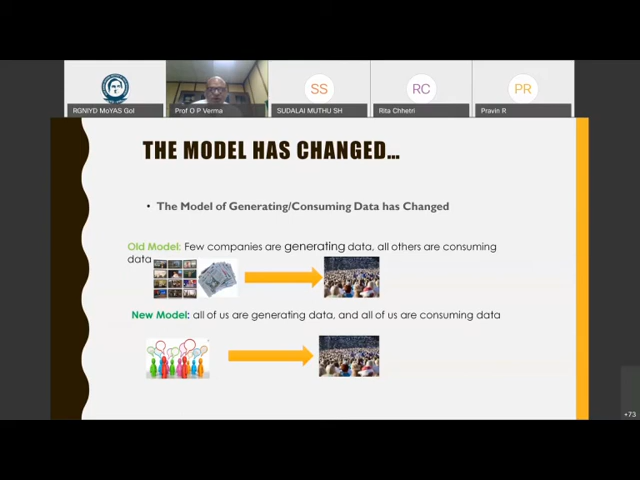 SS
RC
PR
RGNIYD MoYAS GoI
Prof O P Verma
SUDALAI MUTHU SH
Rita Chhetri
Pravin R
THE MODEL HAS CHANGED...
• The Model of Generating/Consuming Data has Changed
Old Model: Few companies are generating data, all others are consuming
data
New Model: all of us are generating data, and all of us are consuming data
+73